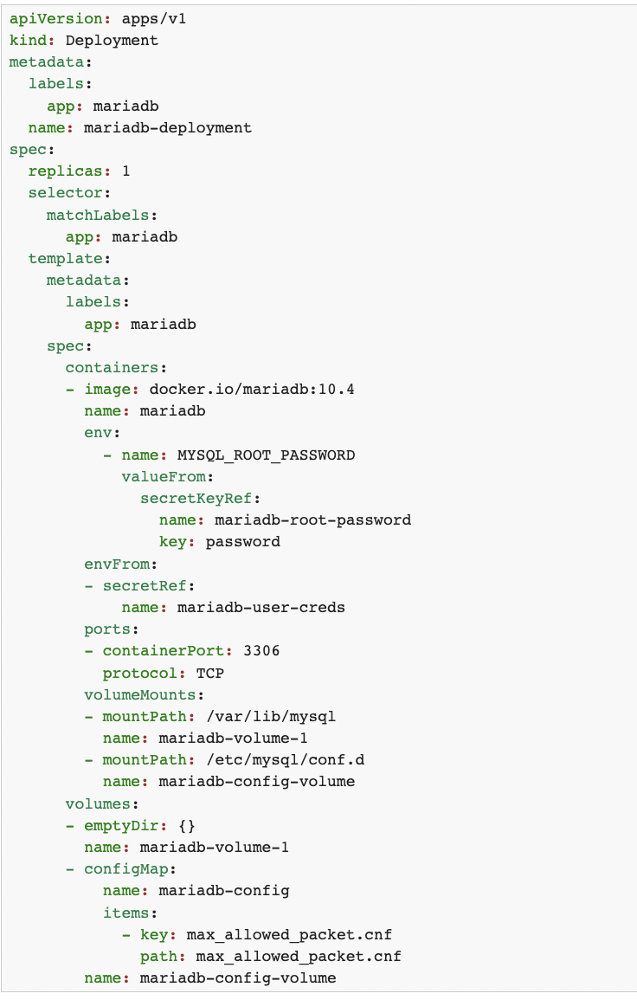 apiVersion: apps/v1
kind: Deployment
metadata:
  labels:
    app: mariadb
  name: mariadb-deployment
spec:
  replicas: 1
  selector:
    matchLabels:
      app: mariadb
  template:
    metadata:
      labels:
        app: mariadb
    spec:
      containers:
      - image: docker.io/mariadb:10.4
        name: mariadb
        env:
          - name: MYSQL_ROOT_PASSWORD
            valueFrom:
              secretKeyRef:
                name: mariadb-root-password
                key: password
        envFrom:
        - secretRef:
            name: mariadb-user-creds
        ports:
        - containerPort: 3306
          protocol: TCP
        volumeMounts:
        - mountPath: /var/lib/mysql
          name: mariadb-volume-1
        - mountPath: /etc/mysql/conf.d
          name: mariadb-config-volume
      volumes:
      - emptyDir: {}
        name: mariadb-volume-1
      - configMap:
          name: mariadb-config
          items:
            - key: max_allowed_packet.cnf
              path: max_allowed_packet.cnf
        name: mariadb-config-volume